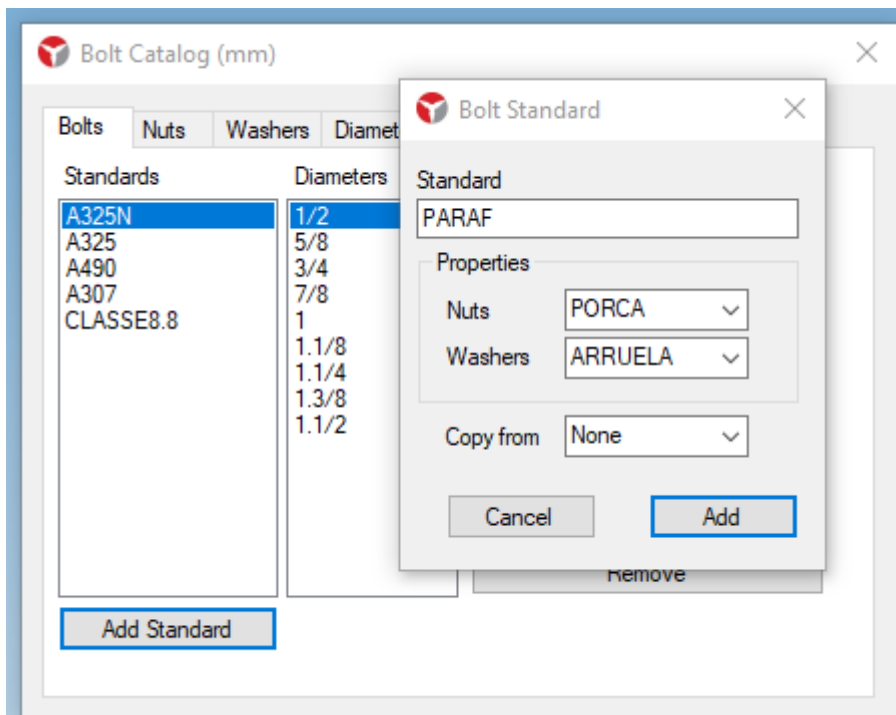 Bolt Catalog (mm)
Bolts
Nuts
Washers
Diamet
Standards
Diameters
A325N
A325
A490
A307
CLASSE8.8
1/2
5/8
3/4
7/8
1
1.1/8
1.1/4
1.3/8
1.1/2
Add Standard
Remove
Bolt Standard
Standard
PARAF
Properties
Nuts
PORCA
Washers
ARRUELA
Copy from
None
Cancel
Add